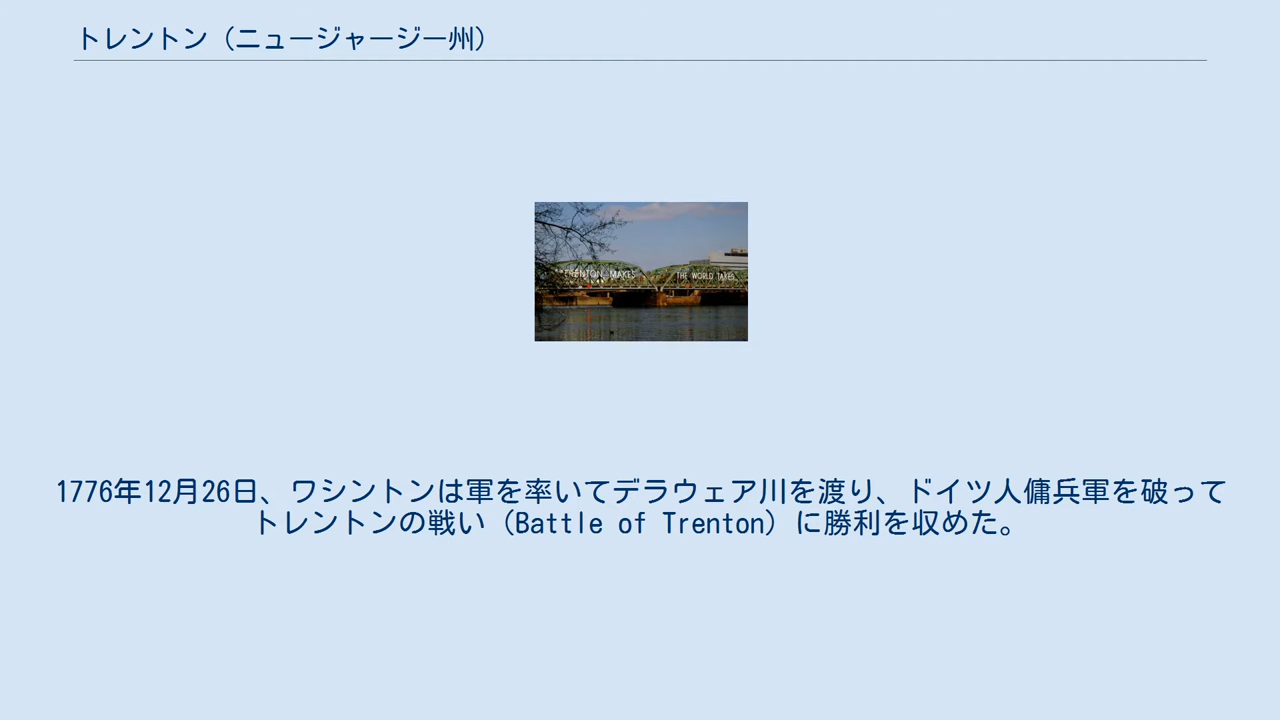 トレントン（ニュージャージー州）
TRENTON MAKES THE WORLD TAKES
1776年12月26日、ワシントンは軍を率いてデラウェア川を渡り、ドイツ人傭兵軍を破って
トレントンの戦い（Battle of Trenton）に勝利を収めた。